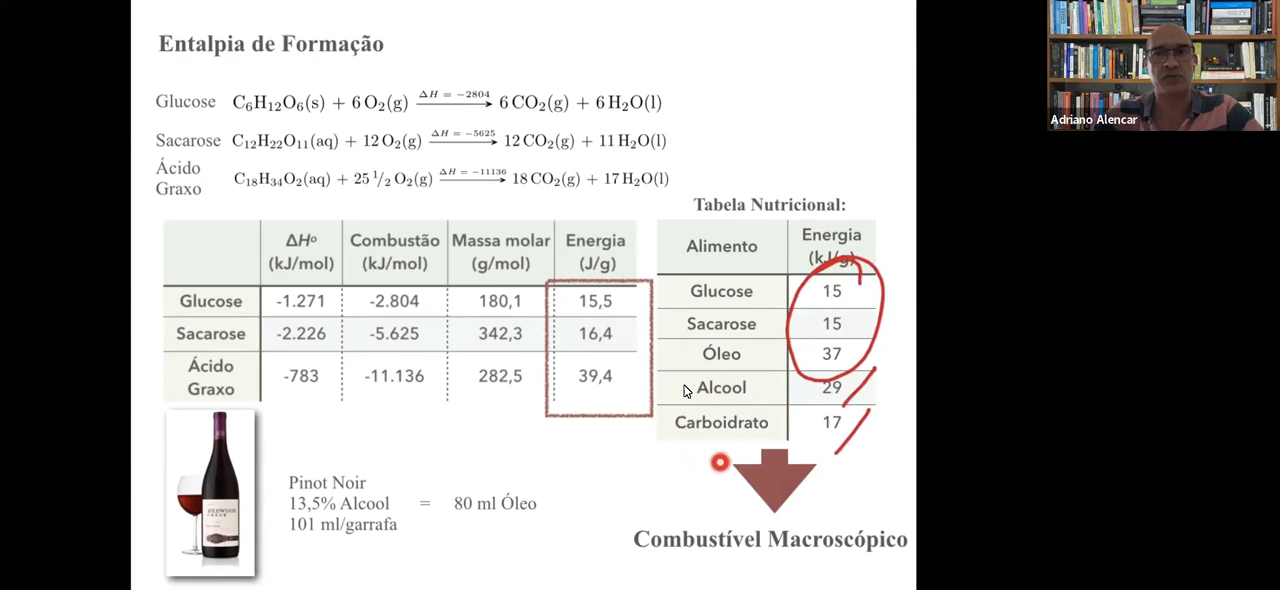 Entalpia de Formação
Adriano Alencar
Glucose C₆H₁₂O₆(s) + 6 O₂(g) ΔH = −2804 6 CO₂(g) + 6 H₂O(l)
Sacarose C₁₂H₂₂O₁₁(aq) + 12 O₂(g) ΔH = −5625 12 CO₂(g) + 11 H₂O(l)
Ácido
Graxo C₁₈H₃₄O₂(aq) + 25 1/2 O₂(g) ΔH = −11136 18 CO₂(g) + 17 H₂O(l)
ΔHº Combustão Massa molar Energia
(kJ/mol) (kJ/mol) (g/mol) (J/g)
Glucose -1.271 -2.804 180,1 15,5
Sacarose -2.226 -5.625 342,3 16,4
Ácido
Graxo -783 -11.136 282,5 39,4
Tabela Nutricional:
Alimento Energia
(kJ/g)
Glucose 15
Sacarose 15
Óleo 37
Alcool 29
Carboidrato 17
Pinot Noir
13,5% Alcool = 80 ml Óleo
101 ml/garrafa
Combustível Macroscópico